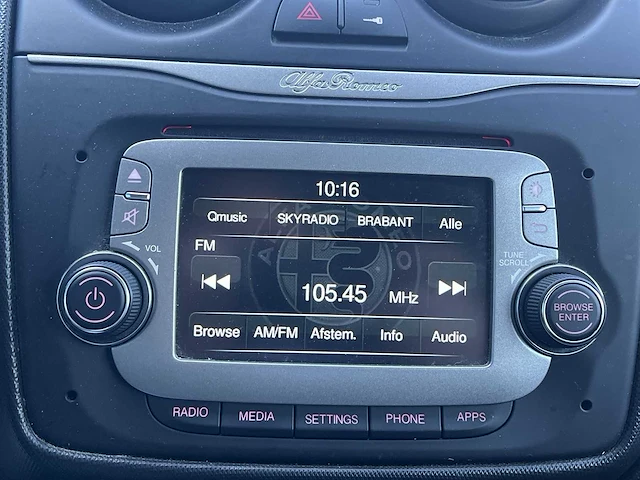 Alfa Romeo
10:16
Qmusic SKYRADIO BRABANT Alle
FM
105.45 MHz
Browse AM/FM Afstem. Info Audio
VOL
TUNE
SCROLL
BROWSE
ENTER
RADIO MEDIA SETTINGS PHONE APPS